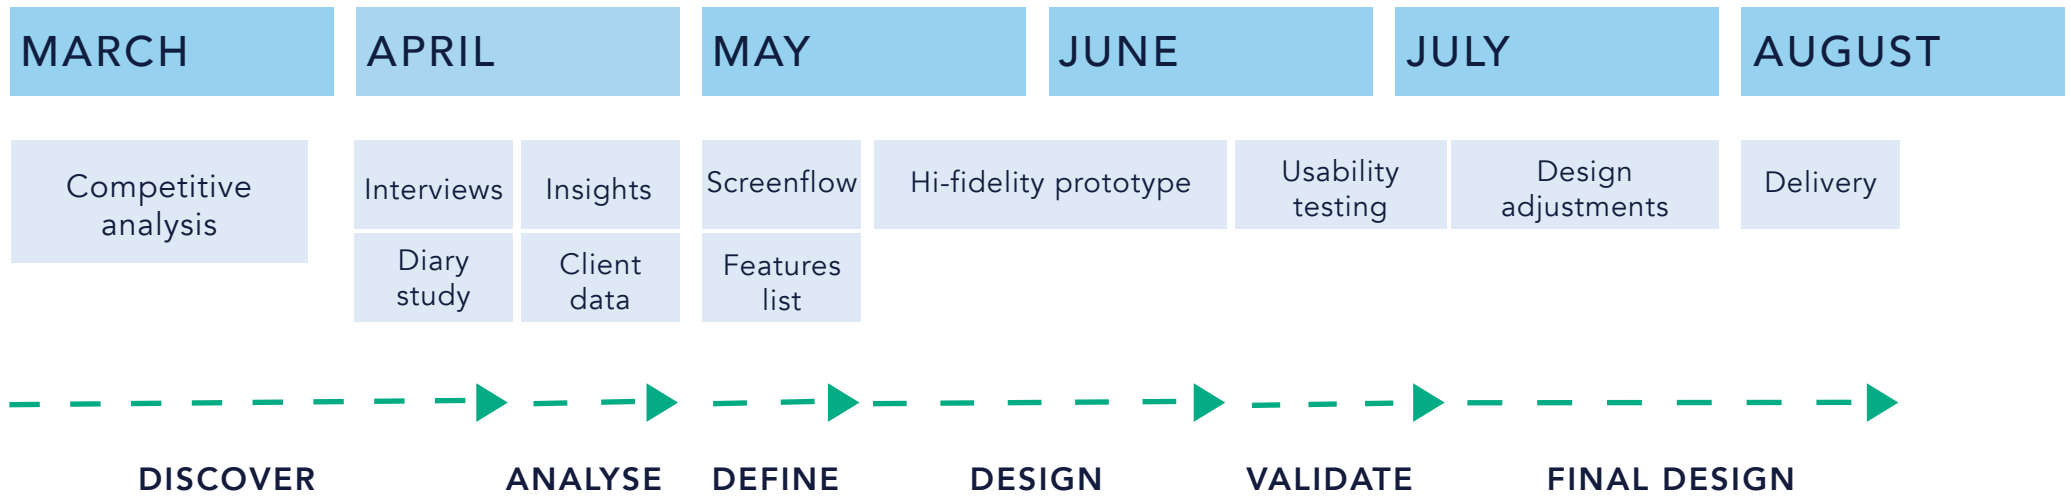 MARCH
APRIL
MAY
JUNE
JULY
AUGUST
Competitive
analysis
Interviews
Insights
Screenflow
Hi-fidelity prototype
Usability
testing
Design
adjustments
Delivery
Diary
study
Client
data
Features
list
DISCOVER
ANALYSE
DEFINE
DESIGN
VALIDATE
FINAL DESIGN